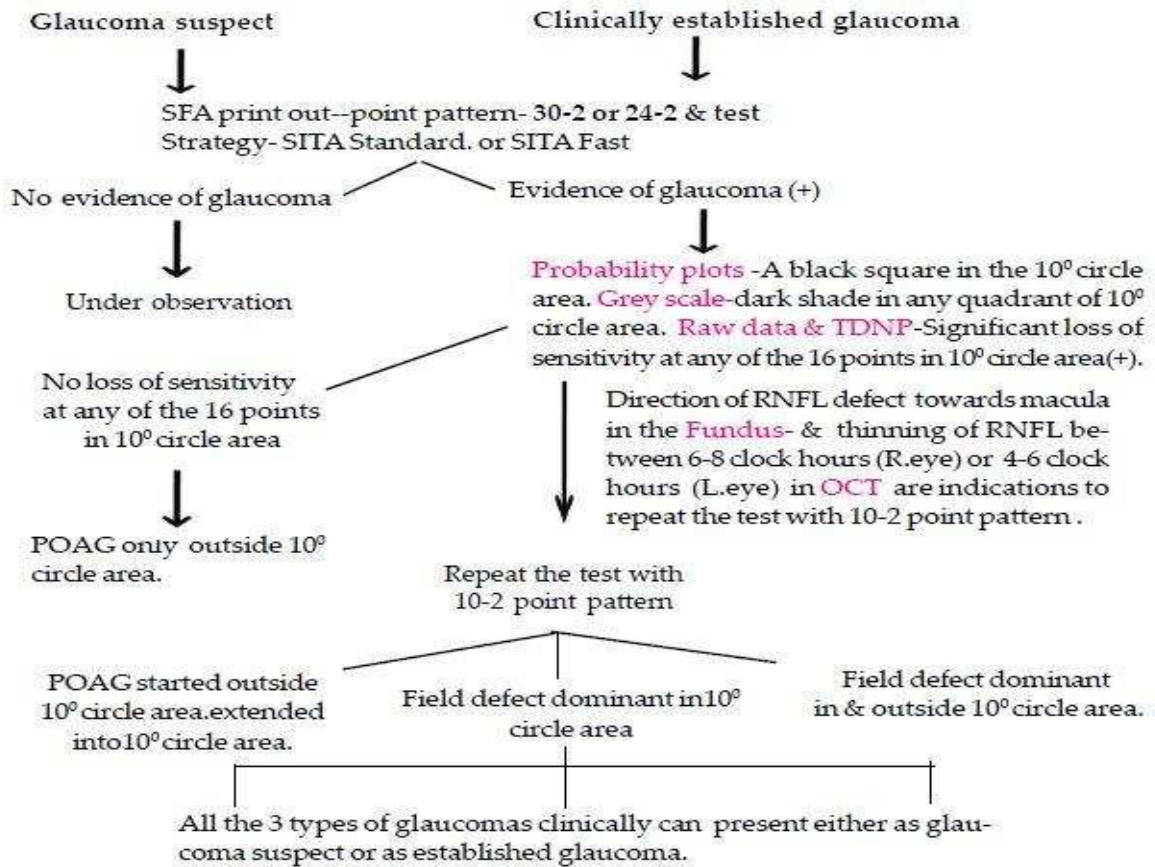 Glaucoma suspect
Clinically established glaucoma
SFA print out--point pattern- 30-2 or 24-2 & test
Strategy- SITA Standard. or SITA Fast
No evidence of glaucoma
Evidence of glaucoma (+)
Under observation
Probability plots -A black square in the 10⁰ circle
area. Grey scale-dark shade in any quadrant of 10⁰
circle area. Raw data & TDNP-Significant loss of
sensitivity at any of the 16 points in 10⁰ circle area(+).
No loss of sensitivity
at any of the 16 points
in 10⁰ circle area
Direction of RNFL defect towards macula
in the Fundus- & thinning of RNFL be-
tween 6-8 clock hours (R.eye) or 4-6 clock
hours (L.eye) in OCT are indications to
repeat the test with 10-2 point pattern .
POAG only outside 10⁰
circle area.
Repeat the test with
10-2 point pattern
POAG started outside
10⁰ circle area.extended
into10⁰ circle area.
Field defect dominant in10⁰
circle area
Field defect dominant
in & outside 10⁰ circle area.
All the 3 types of glaucomas clinically can present either as glau-
coma suspect or as established glaucoma.